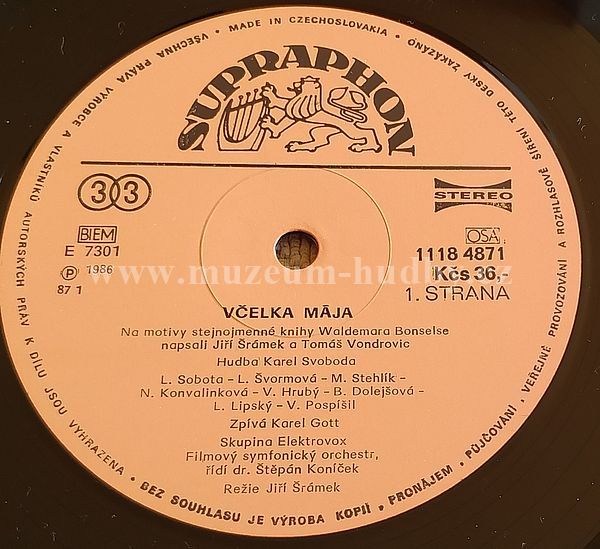 VŠECHNA PRÁVA VÝROBCE A VLASTNÍKŮ AUTORSKÝCH PRÁV K DÍLU JSOU VYHRAZENA • BEZ SOUHLASU JE VÝROBA KOPIÍ, PRONÁJEM, PŮJČOVÁNÍ, VEŘEJNÉ PROVOZOVÁNÍ A ROZHLASOVÉ ŠÍŘENÍ TÉTO DESKY ZAKÁZÁNO • MADE IN CZECHOSLOVAKIA •
SUPRAPHON
33
STEREO
BIEM
E 7301
Ⓟ 1986
87 1
OSA
1118 4871
Kčs 36,-
1. STRANA
www.muzeum-hudby.cz
VČELKA MÁJA
Na motivy stejnojmenné knihy Waldemara Bonselse
napsali Jiří Šrámek a Tomáš Vondrovic
Hudba Karel Svoboda
L. Sobota – L. Švormová – M. Stehlík –
N. Konvalinková – V. Hrubý – B. Dolejšová –
L. Lipský – V. Pospíšil
Zpívá Karel Gott
Skupina Elektrovox
Filmový symfonický orchestr,
řídí dr. Štěpán Koníček
Režie Jiří Šrámek